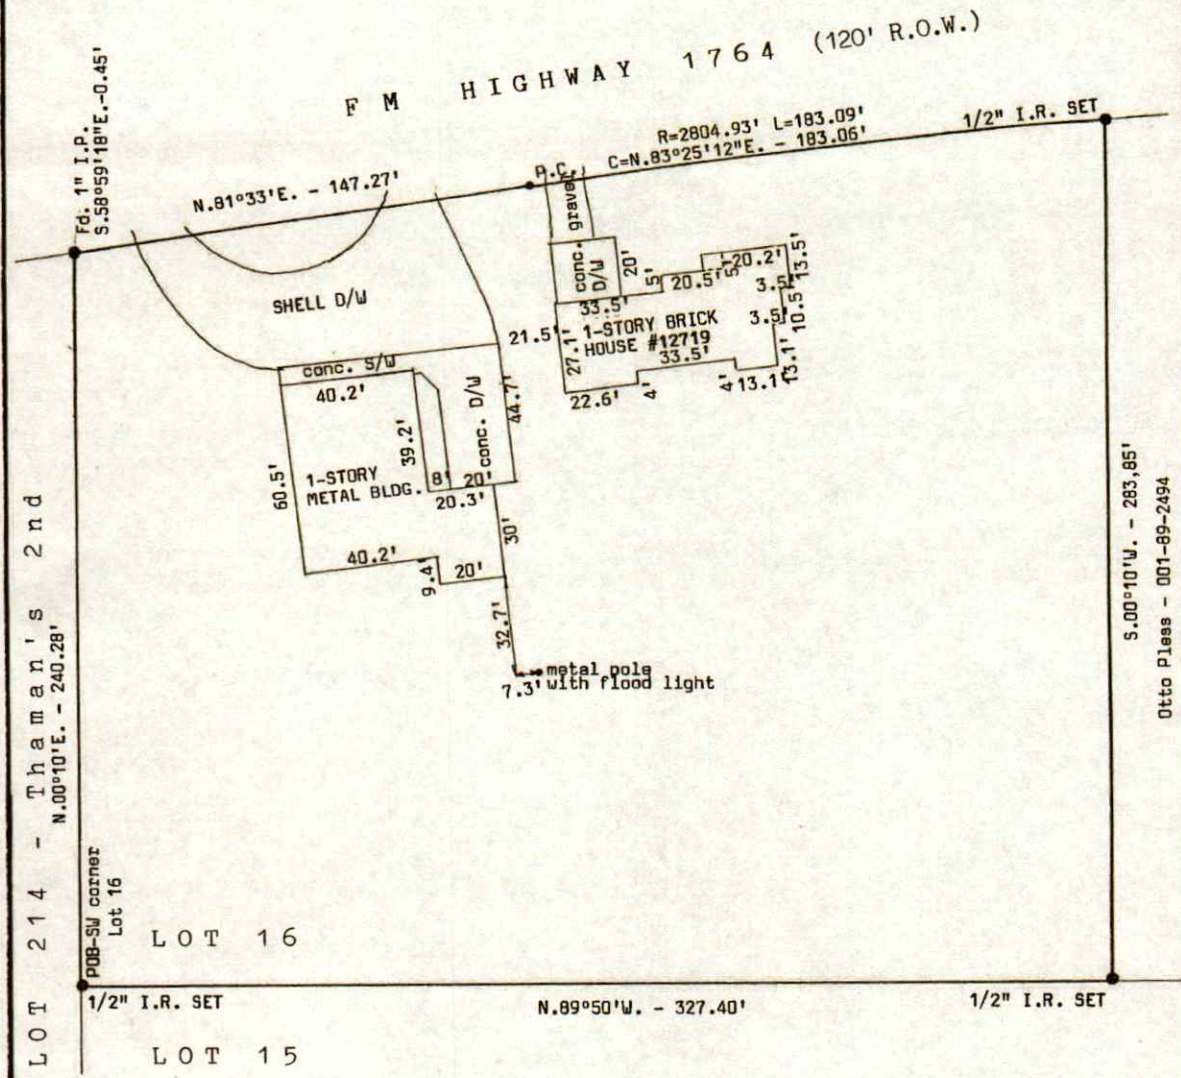 FM HIGHWAY 1764 (120' R.O.W.)
Fd. 1" I.P.
S.58°59'18"E.-0.45'
N.81°33'E. - 147.27'
P.C.
R=2804.93' L=183.09'
C=N.83°25'12"E. - 183.06'
1/2" I.R. SET
gravel
conc.
D/W
20'
5'
20.5'
5'
20.2'
13.5'
3.5'
10.5'
3.5'
13.1'
33.5'
21.5'
27.1'
1-STORY BRICK
HOUSE #12719
33.5'
22.6'
4'
4'
13.1'
SHELL D/W
conc. S/W
40.2'
39.2'
conc. D/W
44.7'
60.5'
1-STORY
METAL BLDG.
8'
20'
20.3'
30'
40.2'
9.4'
20'
32.7'
7.3'
metal pole
with flood light
LOT 214 - Thaman's 2nd
N.00°10'E. - 240.28'
POB-SW corner
Lot 16
S.00°10'W. - 283,85'
Otto Plass - 001-89-2494
LOT 16
1/2" I.R. SET
N.89°50'W. - 327.40'
1/2" I.R. SET
LOT 15